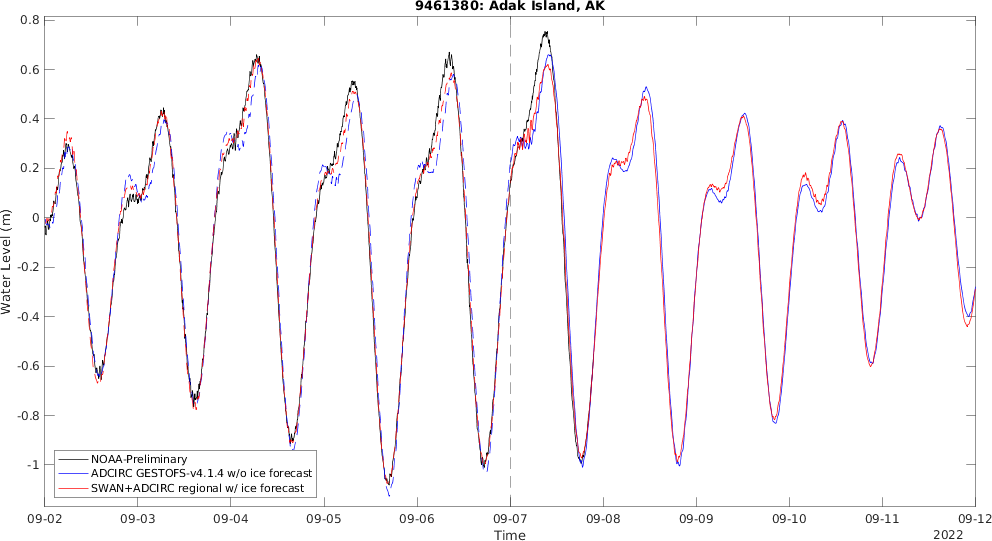 9461380: Adak Island, AK
Water Level (m)
0.8
0.6
0.4
0.2
0
-0.2
-0.4
-0.6
-0.8
-1
NOAA-Preliminary
ADCIRC GESTOFS-v4.1.4 w/o ice forecast
SWAN+ADCIRC regional w/ ice forecast
09-02 09-03 09-04 09-05 09-06 09-07 09-08 09-09 09-10 09-11 09-12
Time
2022